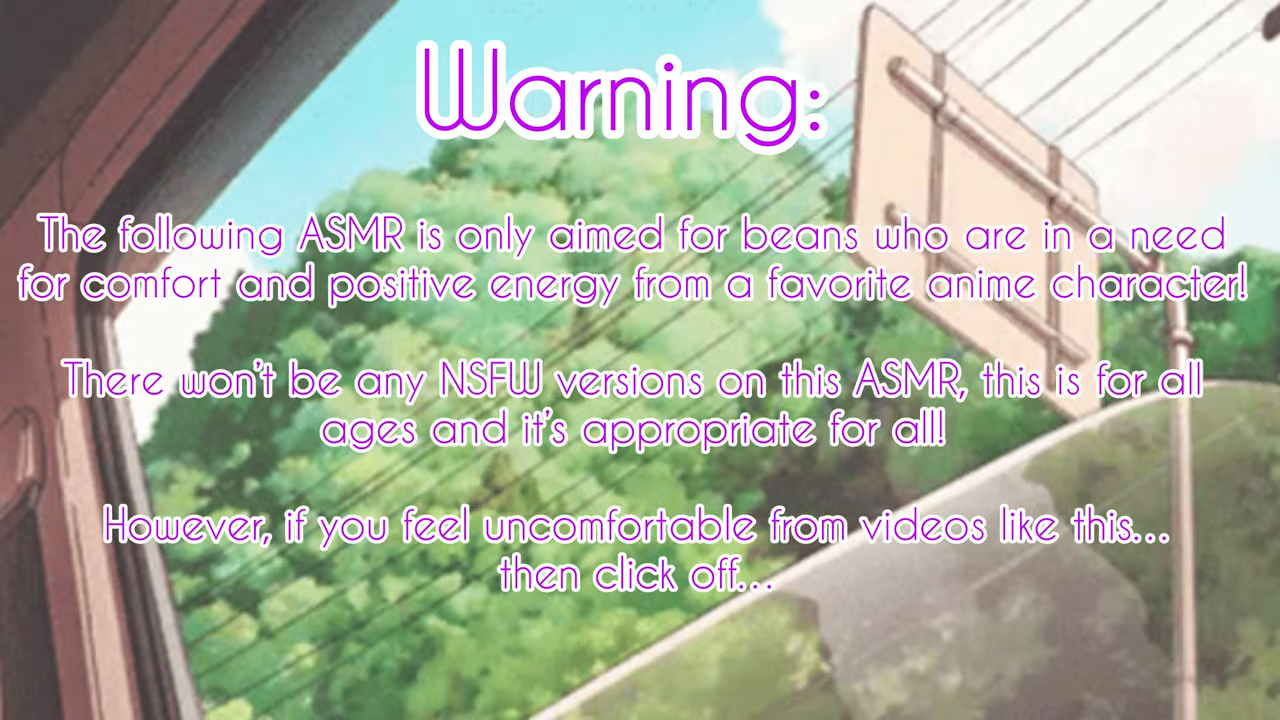 Warning:
The following ASMR is only aimed for beans who are in a need
for comfort and positive energy from a favorite anime character!
There won't be any NSFW versions on this ASMR, this is for all
ages and it's appropriate for all!
However, if you feel uncomfortable from videos like this...
then click off...